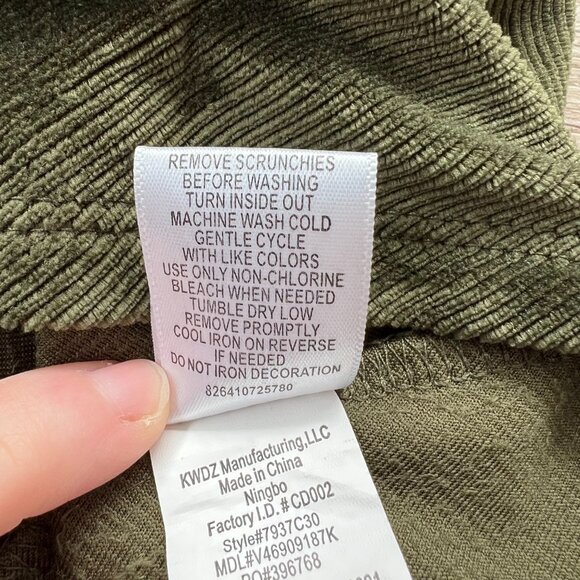 REMOVE SCRUNCHIES
BEFORE WASHING
TURN INSIDE OUT
MACHINE WASH COLD
GENTLE CYCLE
WITH LIKE COLORS
USE ONLY NON-CHLORINE
BLEACH WHEN NEEDED
TUMBLE DRY LOW
REMOVE PROMPTLY
COOL IRON ON REVERSE
IF NEEDED
DO NOT IRON DECORATION
826410725780
KWDZ Manufacturing,LLC
Made in China
Ningbo
Factory I.D.#CD002
Style#7937C30
MDL#V46909187K
PO#396768